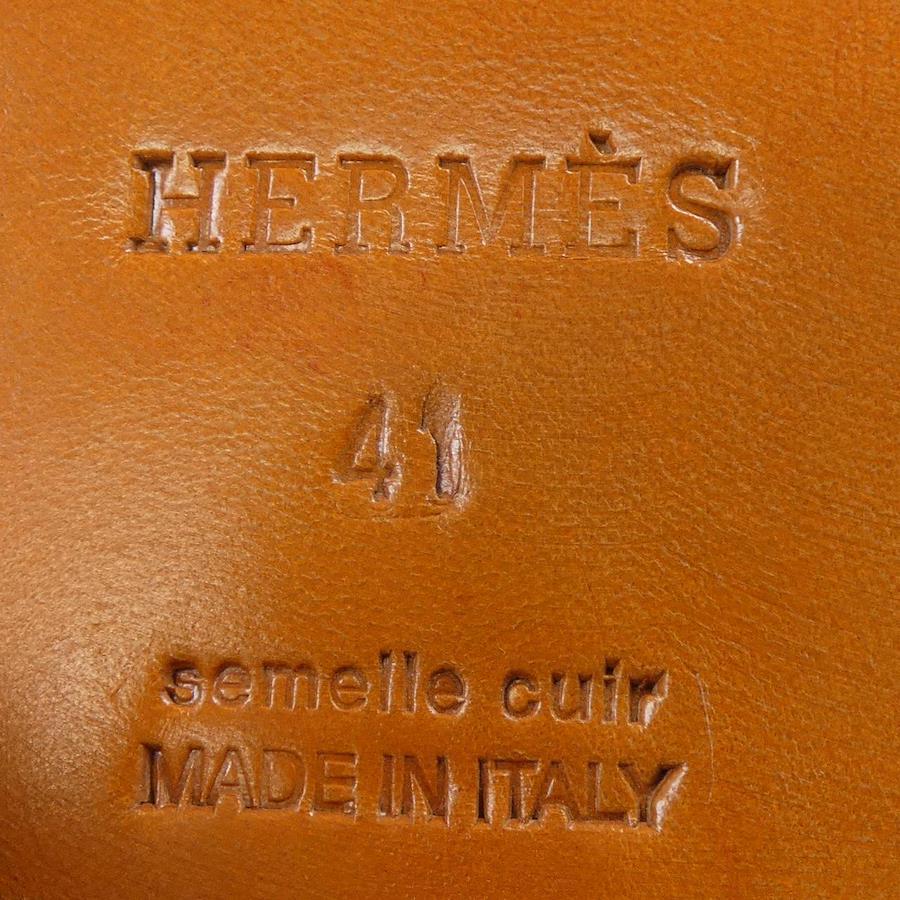 HERMÈS
41
semelle cuir
MADE IN ITALY